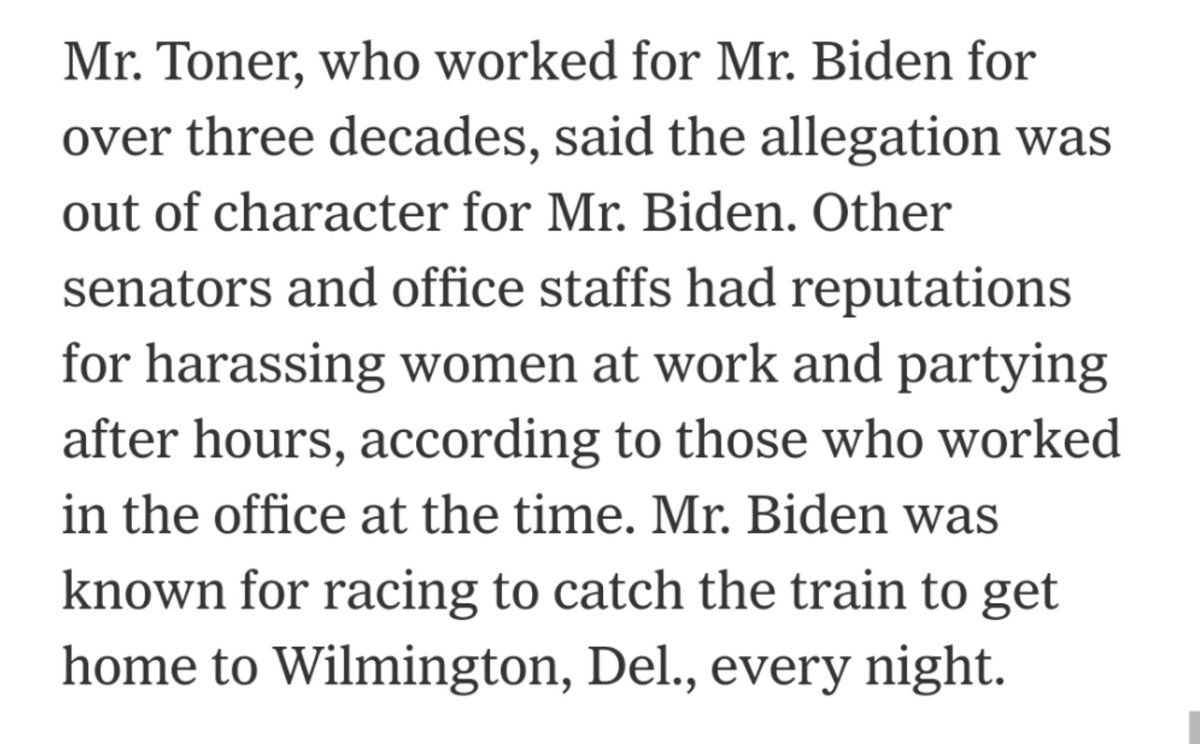 Mr. Toner, who worked for Mr. Biden for
over three decades, said the allegation was
out of character for Mr. Biden. Other
senators and office staffs had reputations
for harassing women at work and partying
after hours, according to those who worked
in the office at the time. Mr. Biden was
known for racing to catch the train to get
home to Wilmington, Del., every night.